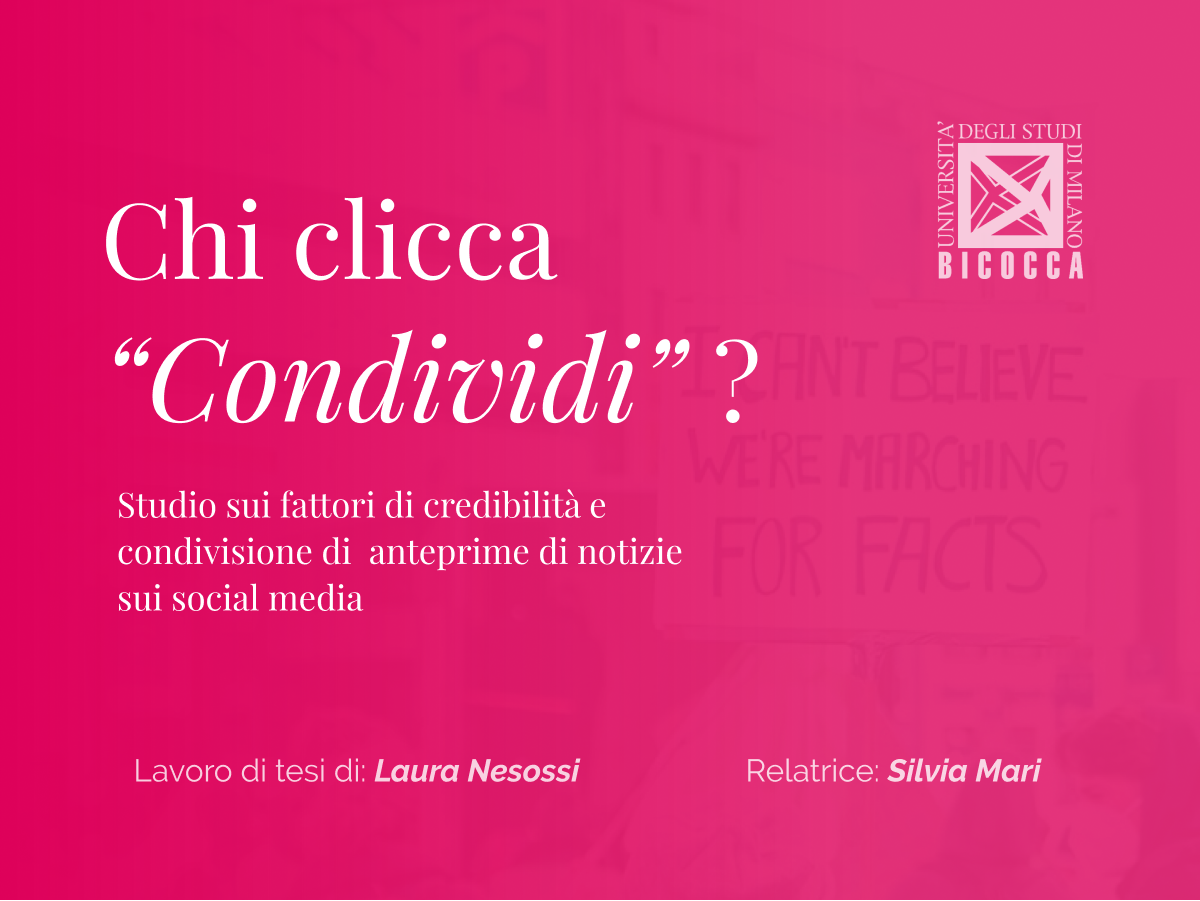 UNIVERSITA’ DEGLI STUDI DI MILANO
BICOCCA
Chi clicca
“Condividi” ?
Studio sui fattori di credibilità e
condivisione di  anteprime di notizie
sui social media
I CAN'T BELIEVE
WE'RE MARCHING
FOR FACTS
Lavoro di tesi di: Laura Nesossi
Relatrice: Silvia Mari